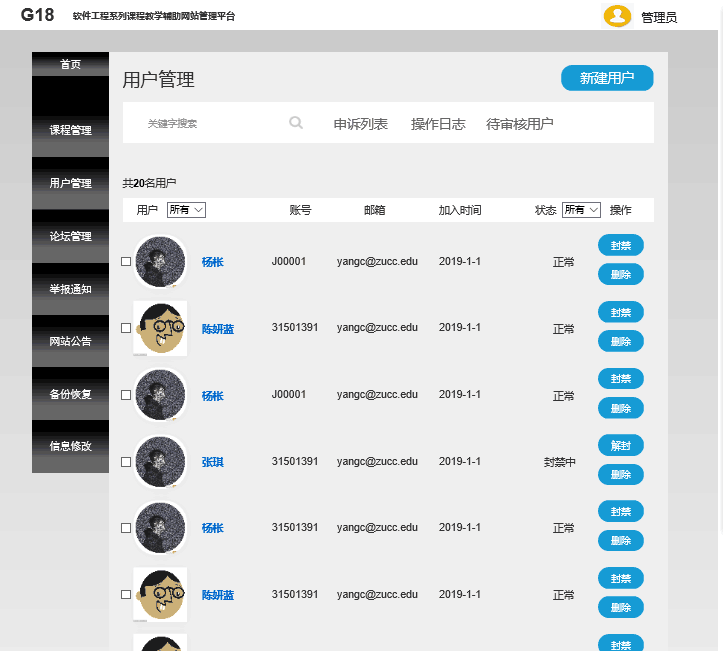 G18 软件工程系列课程教学辅助网站管理平台 管理员
首页
课程管理
用户管理
论坛管理
举报通知
网站公告
备份恢复
信息修改
用户管理 新建用户
关键字搜索 申诉列表 操作日志 待审核用户
共20名用户
用户 所有 账号 邮箱 加入时间 状态 所有 操作
杨枨 J00001 yangc@zucc.edu 2019-1-1 正常 封禁 删除
陈妍蓝 31501391 yangc@zucc.edu 2019-1-1 正常 封禁 删除
杨枨 J00001 yangc@zucc.edu 2019-1-1 正常 封禁 删除
张琪 31501391 yangc@zucc.edu 2019-1-1 封禁中 解封 删除
杨枨 31501391 yangc@zucc.edu 2019-1-1 正常 封禁 删除
陈妍蓝 31501391 yangc@zucc.edu 2019-1-1 正常 封禁 删除
封禁